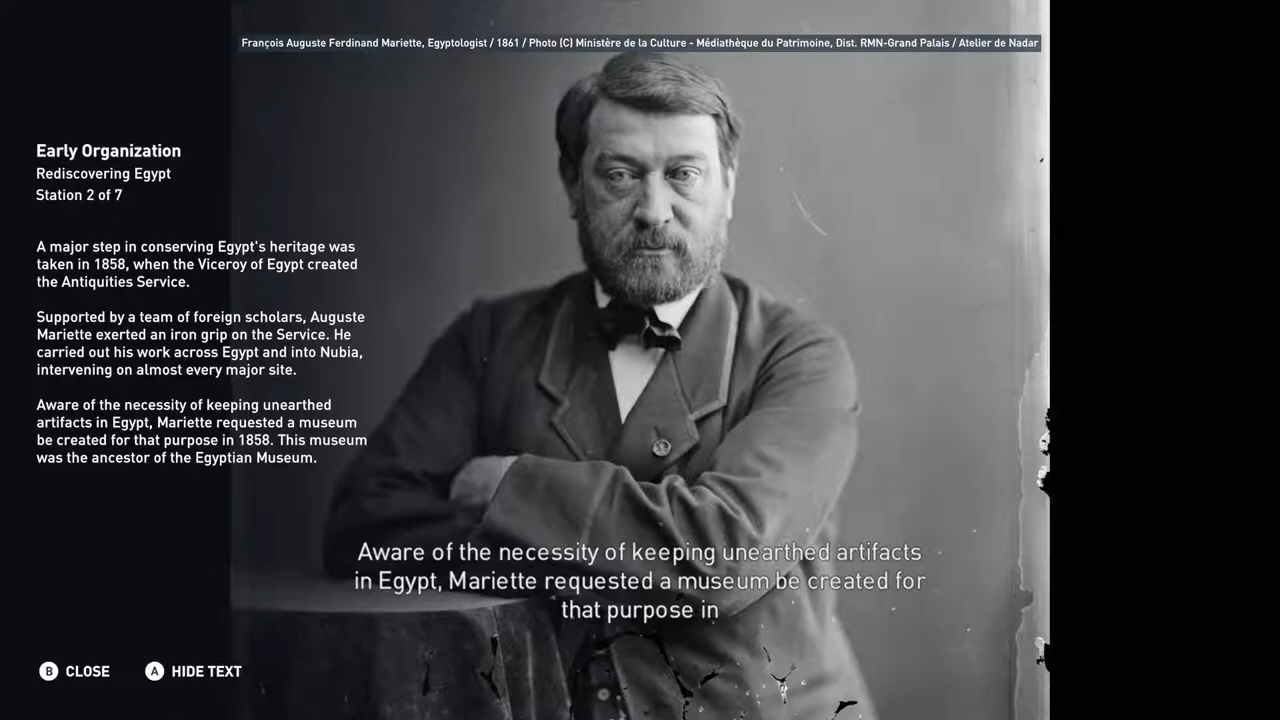 François Auguste Ferdinand Mariette, Egyptologist / 1861 / Photo (C) Ministère de la Culture - Médiathèque du Patrimoine, Dist. RMN-Grand Palais / Atelier de Nadar
Early Organization
Rediscovering Egypt
Station 2 of 7
A major step in conserving Egypt's heritage was
taken in 1858, when the Viceroy of Egypt created
the Antiquities Service.
Supported by a team of foreign scholars, Auguste
Mariette exerted an iron grip on the Service. He
carried out his work across Egypt and into Nubia,
intervening on almost every major site.
Aware of the necessity of keeping unearthed
artifacts in Egypt, Mariette requested a museum
be created for that purpose in 1858. This museum
was the ancestor of the Egyptian Museum.
Aware of the necessity of keeping unearthed artifacts
in Egypt, Mariette requested a museum be created for
that purpose in
B CLOSE A HIDE TEXT